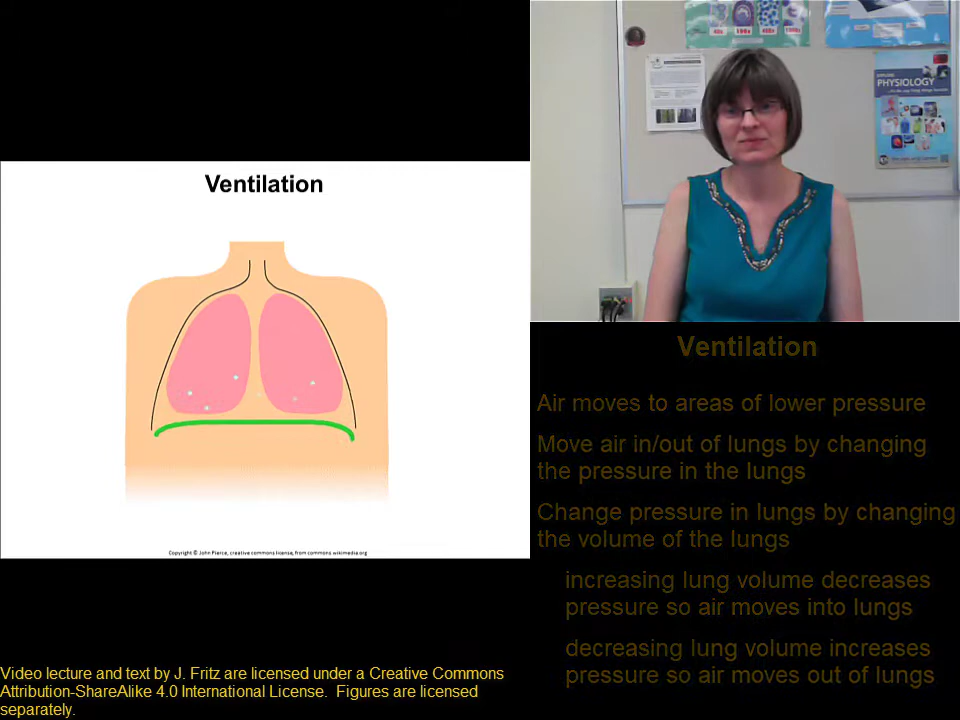 PHYSIOLOGY
Ventilation
Copyright © John Pierce, creative commons license, from commons.wikimedia.org
Ventilation
Air moves to areas of lower pressure
Move air in/out of lungs by changing
the pressure in the lungs
Change pressure in lungs by changing
the volume of the lungs
increasing lung volume decreases
pressure so air moves into lungs
decreasing lung volume increases
pressure so air moves out of lungs
Video lecture and text by J. Fritz are licensed under a Creative Commons
Attribution-ShareAlike 4.0 International License.  Figures are licensed
separately.